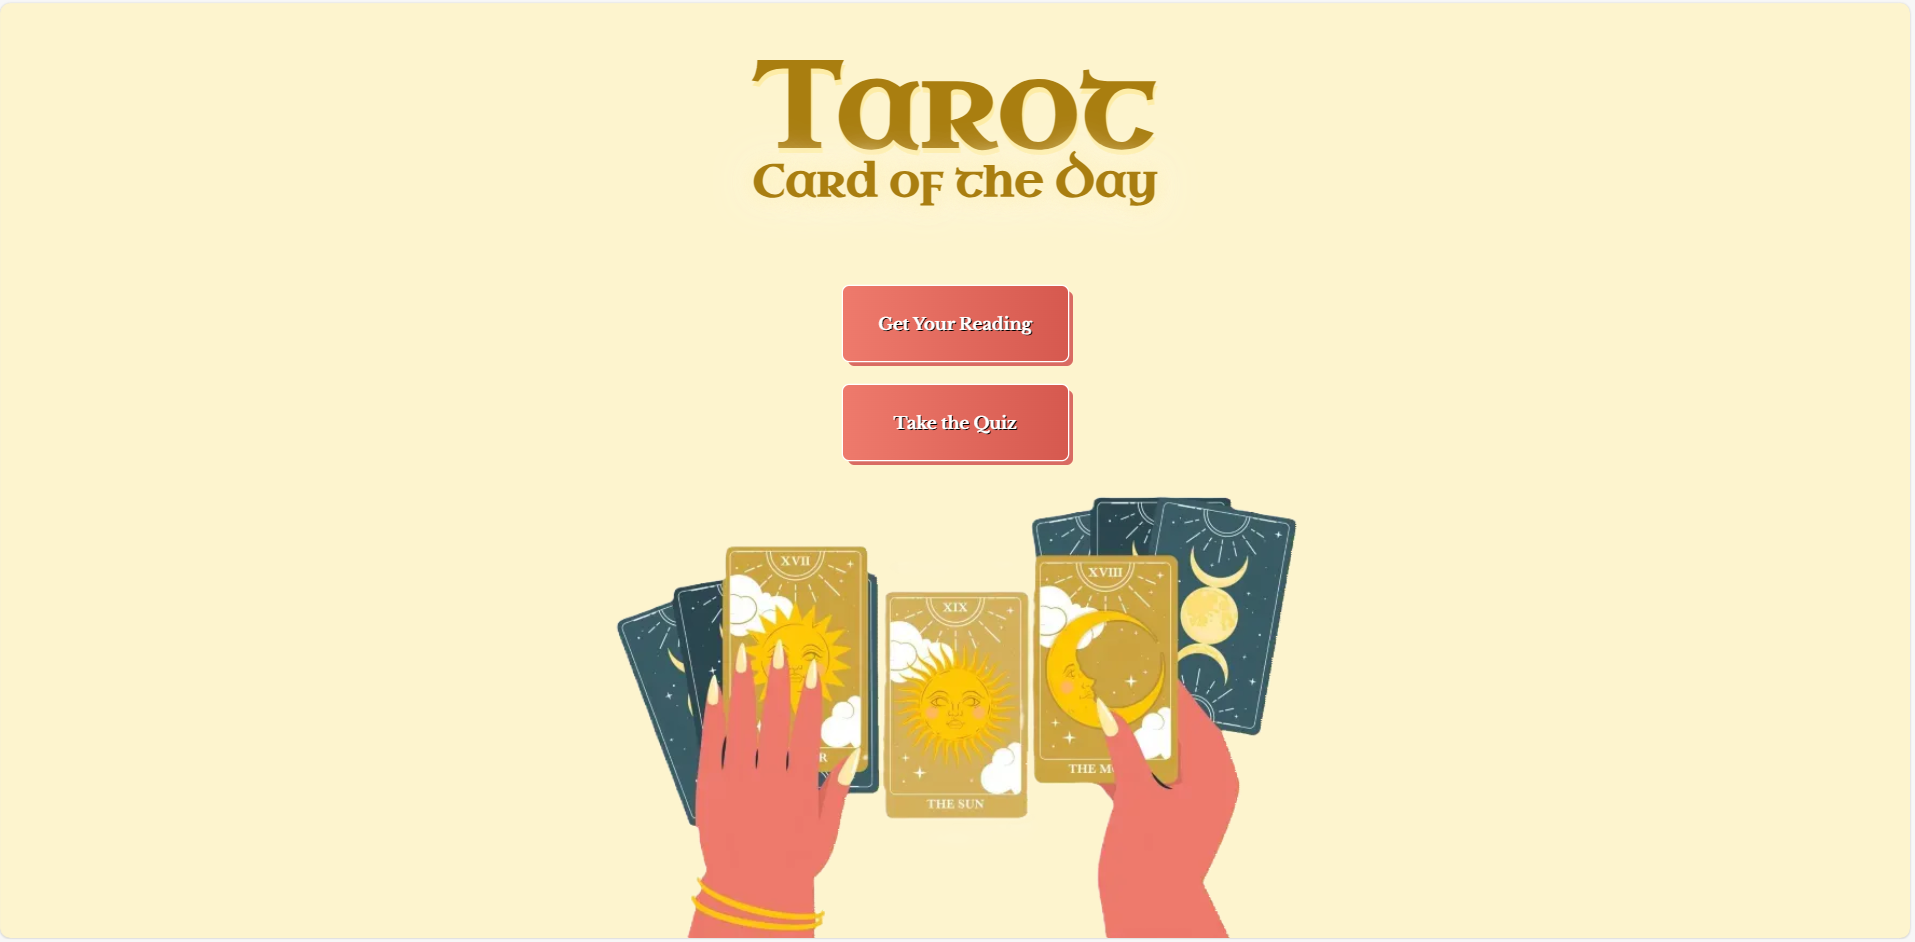 Tarot
Card of the Day
Get Your Reading
Take the Quiz
XVII
XVIII
XIX
R
THE M
THE SUN